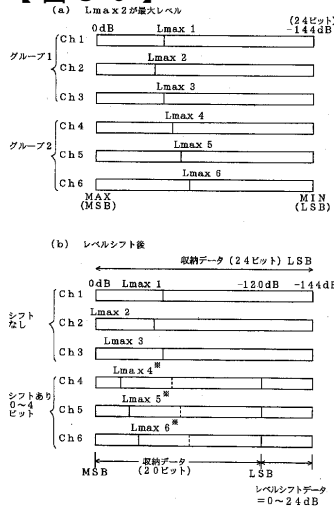 (a) Lmax2が最大レベル
0dB Lmax 1 (24ビット) -144dB
グループ1
Ch1
Lmax 2
Ch2
Lmax 3
Ch3
グループ2
Lmax 4
Ch4
Lmax 5
Ch5
Lmax 6
Ch6
MAX (MSB)
MIN (LSB)
(b) レベルシフト後
収納データ (24ビット) LSB
0dB Lmax 1 -120dB -144dB
シフトなし
Ch1
Lmax 2
Ch2
Lmax 3
Ch3
シフトあり 0~4 ビット
Lmax 4※
Ch4
Lmax 5※
Ch5
Lmax 6※
Ch6
MSB
収納データ (20ビット)
LSB
レベルシフトデータ
=0~24dB